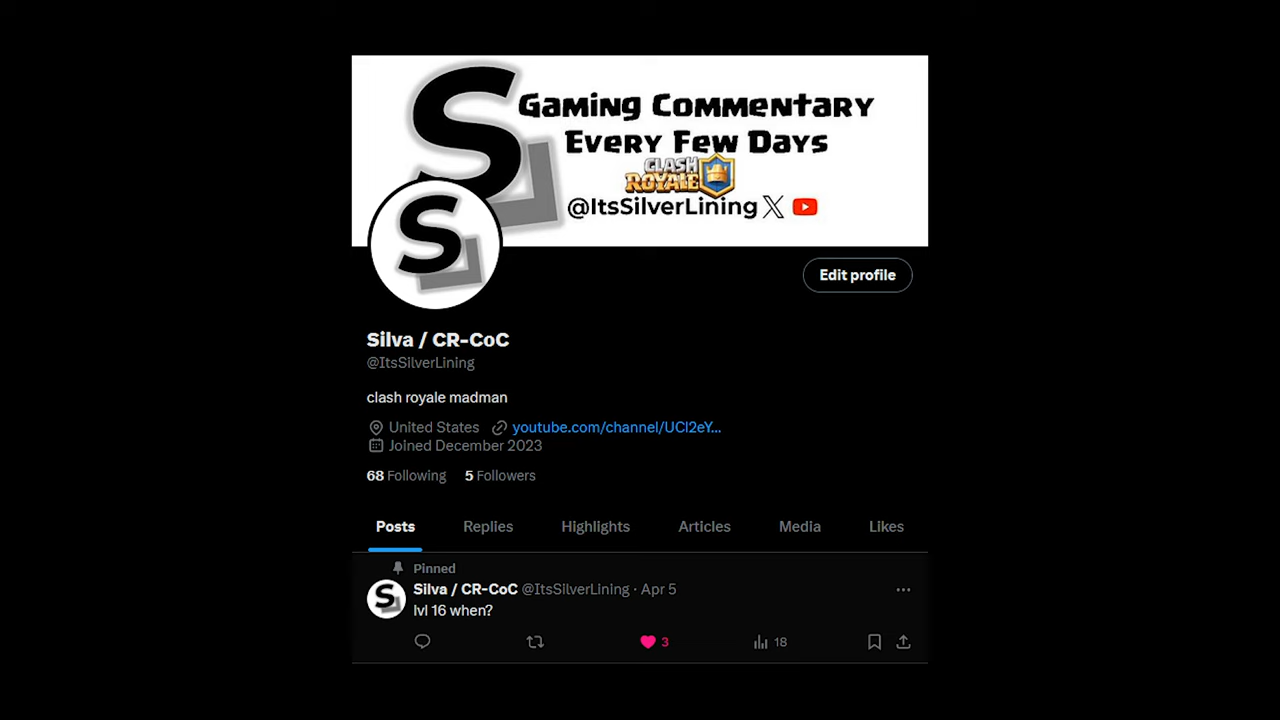 S
Gaming Commentary
Every Few Days
CLASH
ROYALE
@ItsSilverLining
S
Edit profile
Silva / CR-CoC
@ItsSilverLining
clash royale madman
United States youtube.com/channel/UCl2eY...
Joined December 2023
68 Following 5 Followers
Posts Replies Highlights Articles Media Likes
Pinned
S
Silva / CR-CoC @ItsSilverLining · Apr 5
lvl 16 when?
3 18